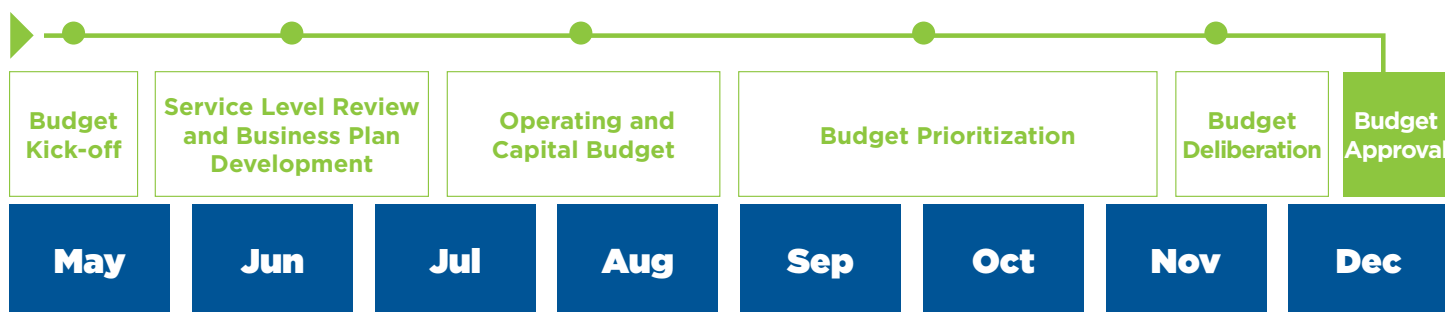 Budget
Kick-off
Service Level Review
and Business Plan
Development
Operating and
Capital Budget
Budget Prioritization
Budget
Deliberation
Budget
Approval
May
Jun
Jul
Aug
Sep
Oct
Nov
Dec